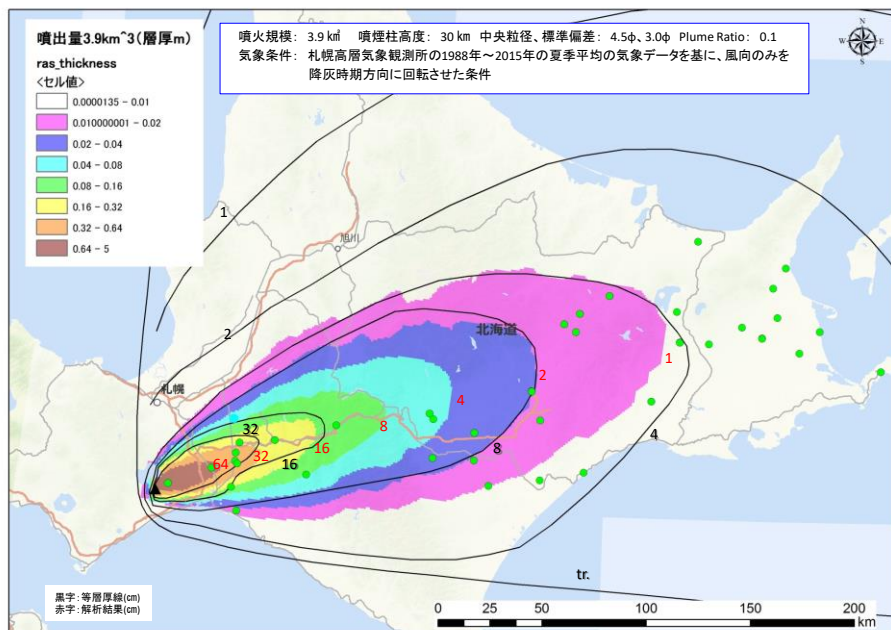 噴出量3.9km^3(層厚m)
ras_thickness
<セル値>
0.0000135 - 0.01
0.010000001 - 0.02
0.02 - 0.04
0.04 - 0.08
0.08 - 0.16
0.16 - 0.32
0.32 - 0.64
0.64 - 5
噴火規模: 3.9 ㎦ 噴煙柱高度: 30 ㎞ 中央粒径、標準偏差: 4.5φ、3.0φ Plume Ratio: 0.1
気象条件: 札幌高層気象観測所の1988年～2015年の夏季平均の気象データを基に、風向のみを
降灰時期方向に回転させた条件
N
W
E
S
1
旭川
2
北海道
札幌
2
1
4
8
4
32
16
8
64
32
16
tr.
黒字:等層厚線(cm)
赤字:解析結果(cm)
0
50
100
150
200
km